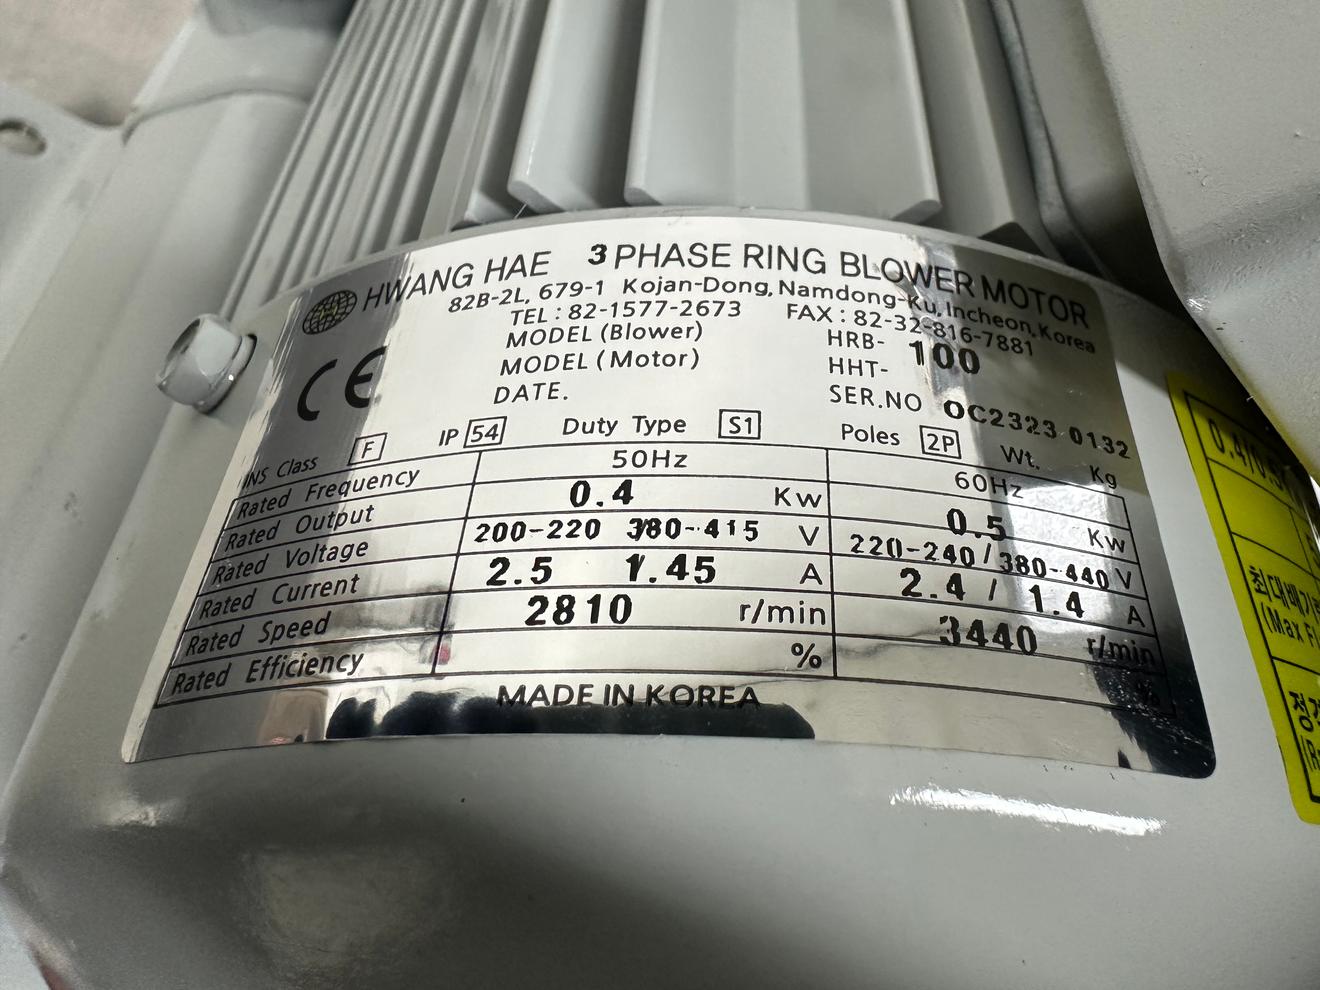 HWANG HAE 3 PHASE RING BLOWER MOTOR
82B-2L, 679-1 Kojan-Dong, Namdong-Ku, Incheon, Korea
TEL : 82-1577-2673 FAX : 82-32-816-7881
MODEL (Blower) HRB- 100
MODEL (Motor) HHT-
DATE. SER.NO OC2323 0132
CE
INS Class F IP 54 Duty Type S1 Poles 2P Wt. Kg
Rated Frequency 50Hz 60Hz
Rated Output 0.4 Kw 0.5 Kw
Rated Voltage 200-220 380-415 V 220-240 / 380-440 V
Rated Current 2.5 1.45 A 2.4 / 1.4 A
Rated Speed 2810 r/min 3440 r/min
Rated Efficiency % %
MADE IN KOREA
최대배기
(Max